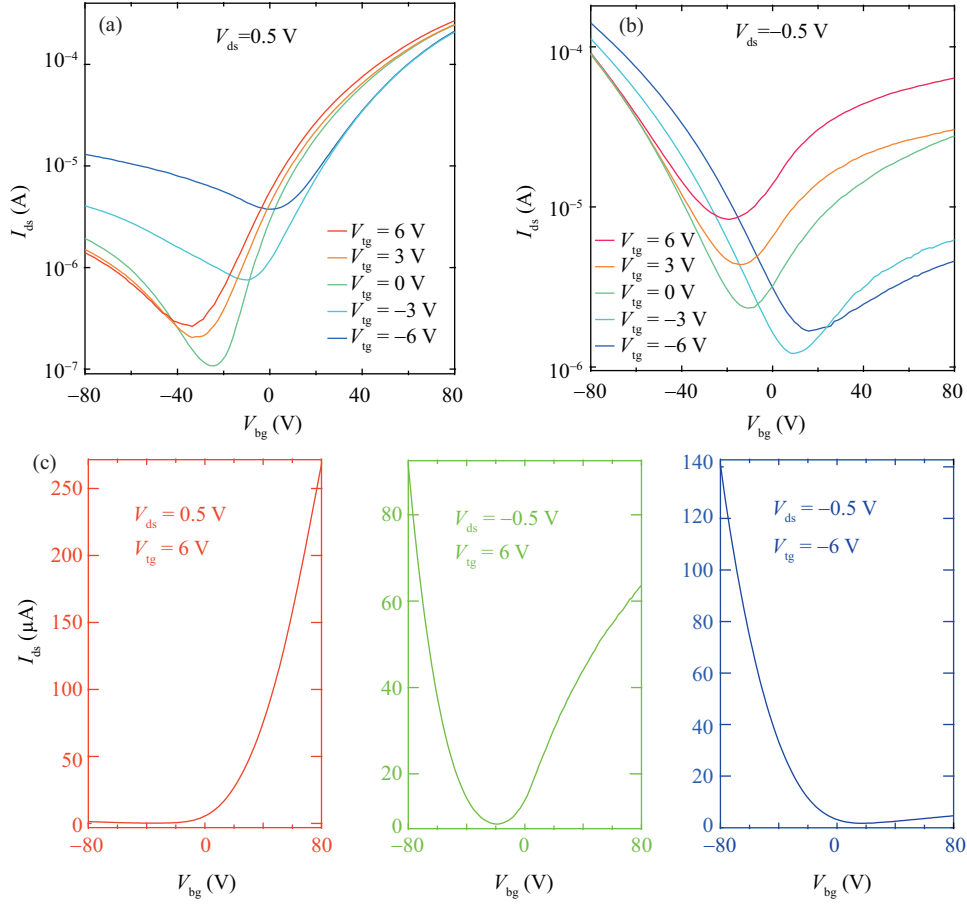 (a)
V_ds=0.5 V
10⁻⁴
10⁻⁵
10⁻⁶
10⁻⁷
I_ds (A)
V_tg = 6 V
V_tg = 3 V
V_tg = 0 V
V_tg = −3 V
V_tg = −6 V
−80 −40 0 40 80
V_bg (V)
(b)
V_ds=−0.5 V
10⁻⁴
10⁻⁵
10⁻⁶
I_ds (A)
V_tg = 6 V
V_tg = 3 V
V_tg = 0 V
V_tg = −3 V
V_tg = −6 V
−80 −40 0 40 80
V_bg (V)
(c)
250
200
150
100
50
0
I_ds (μA)
V_ds = 0.5 V
V_tg = 6 V
−80 0 80
V_bg (V)
80
60
40
20
0
V_ds = −0.5 V
V_tg = 6 V
−80 0 80
V_bg (V)
140
120
100
80
60
40
20
0
V_ds = −0.5 V
V_tg = −6 V
−80 0 80
V_bg (V)